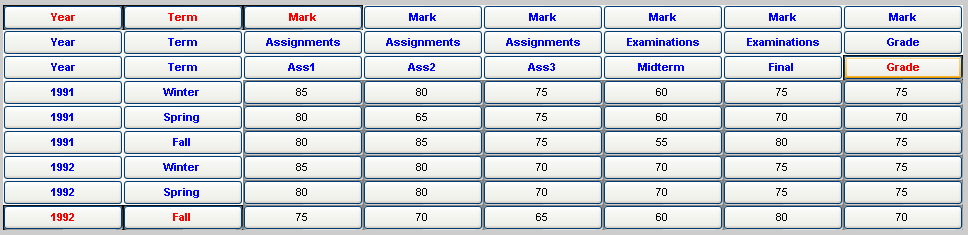 Year Term Mark Mark Mark Mark Mark Mark
Year Term Assignments Assignments Assignments Examinations Examinations Grade
Year Term Ass1 Ass2 Ass3 Midterm Final Grade
1991 Winter 85 80 75 60 75 75
1991 Spring 80 65 75 60 70 70
1991 Fall 80 85 75 55 80 75
1992 Winter 85 80 70 70 75 75
1992 Spring 80 80 70 70 75 75
1992 Fall 75 70 65 60 80 70